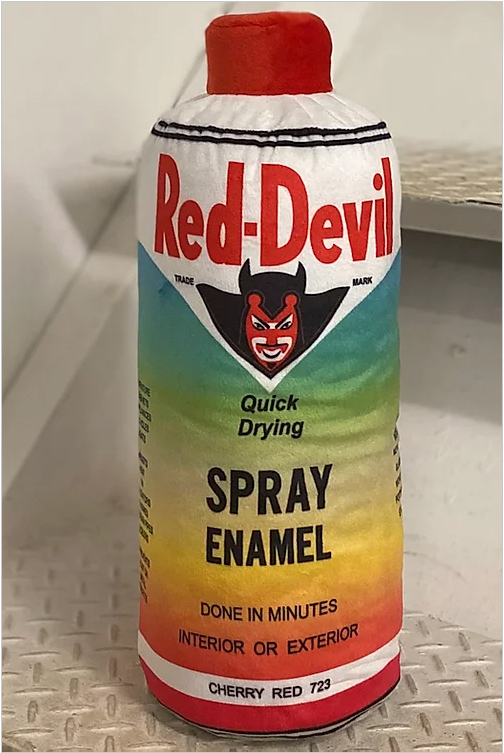 Red-Devil
TRADE MARK
Quick
Drying
SPRAY
ENAMEL
DONE IN MINUTES
INTERIOR OR EXTERIOR
CHERRY RED 723